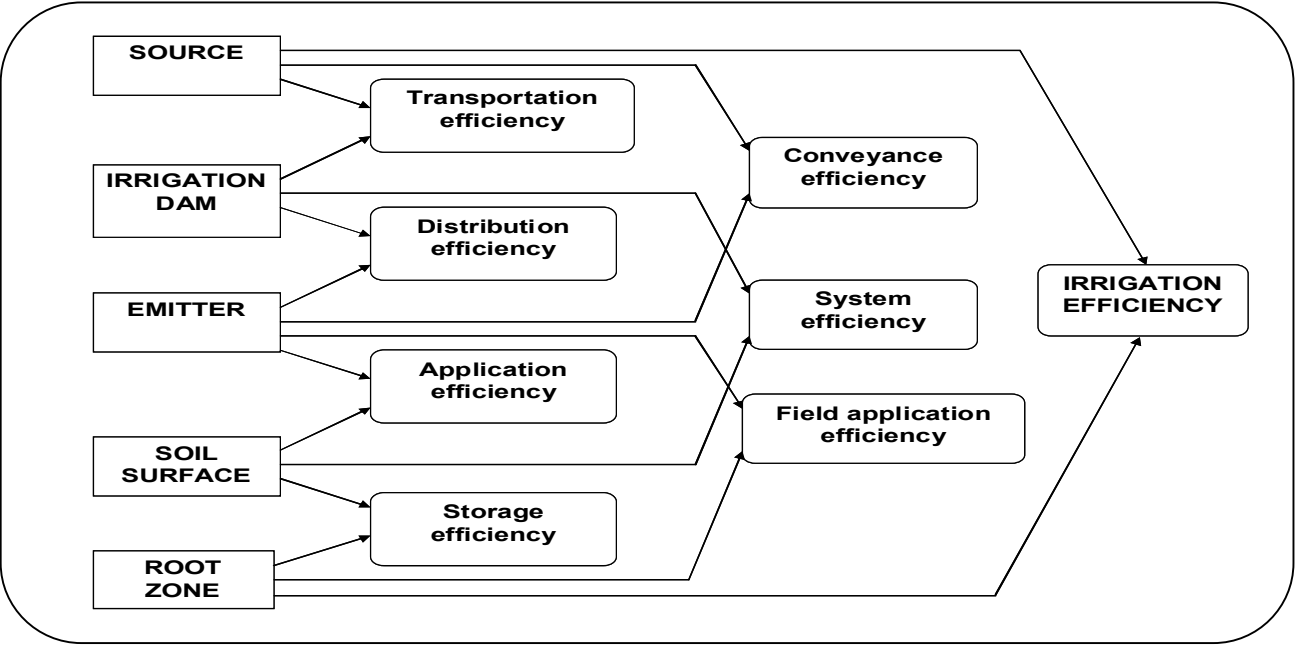 SOURCE
Transportation
efficiency
Conveyance
efficiency
IRRIGATION
DAM
Distribution
efficiency
IRRIGATION
EFFICIENCY
EMITTER
System
efficiency
Application
efficiency
Field application
efficiency
SOIL
SURFACE
Storage
efficiency
ROOT
ZONE